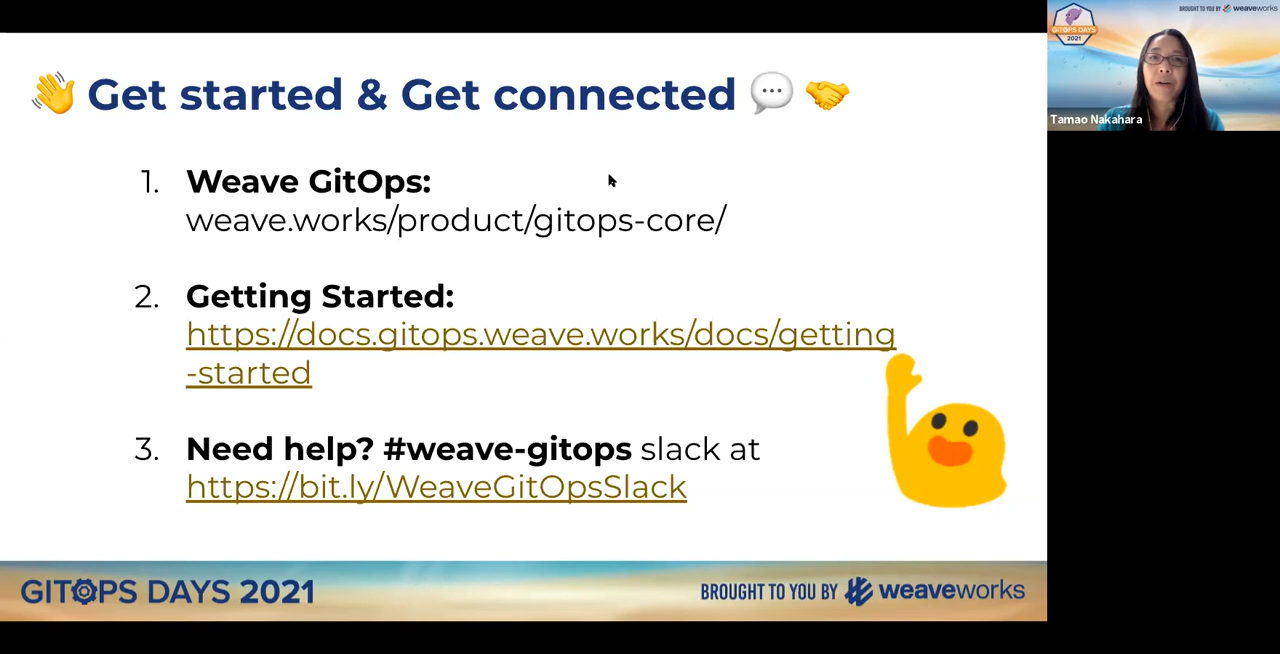 👋 Get started & Get connected 💬 🤝
1. Weave GitOps:
weave.works/product/gitops-core/
2. Getting Started:
https://docs.gitops.weave.works/docs/getting
-started
3. Need help? #weave-gitops slack at
https://bit.ly/WeaveGitOpsSlack
GITOPS DAYS 2021
BROUGHT TO YOU BY weaveworks
BROUGHT TO YOU BY weaveworks
GITOPS DAYS
2021
Tamao Nakahara